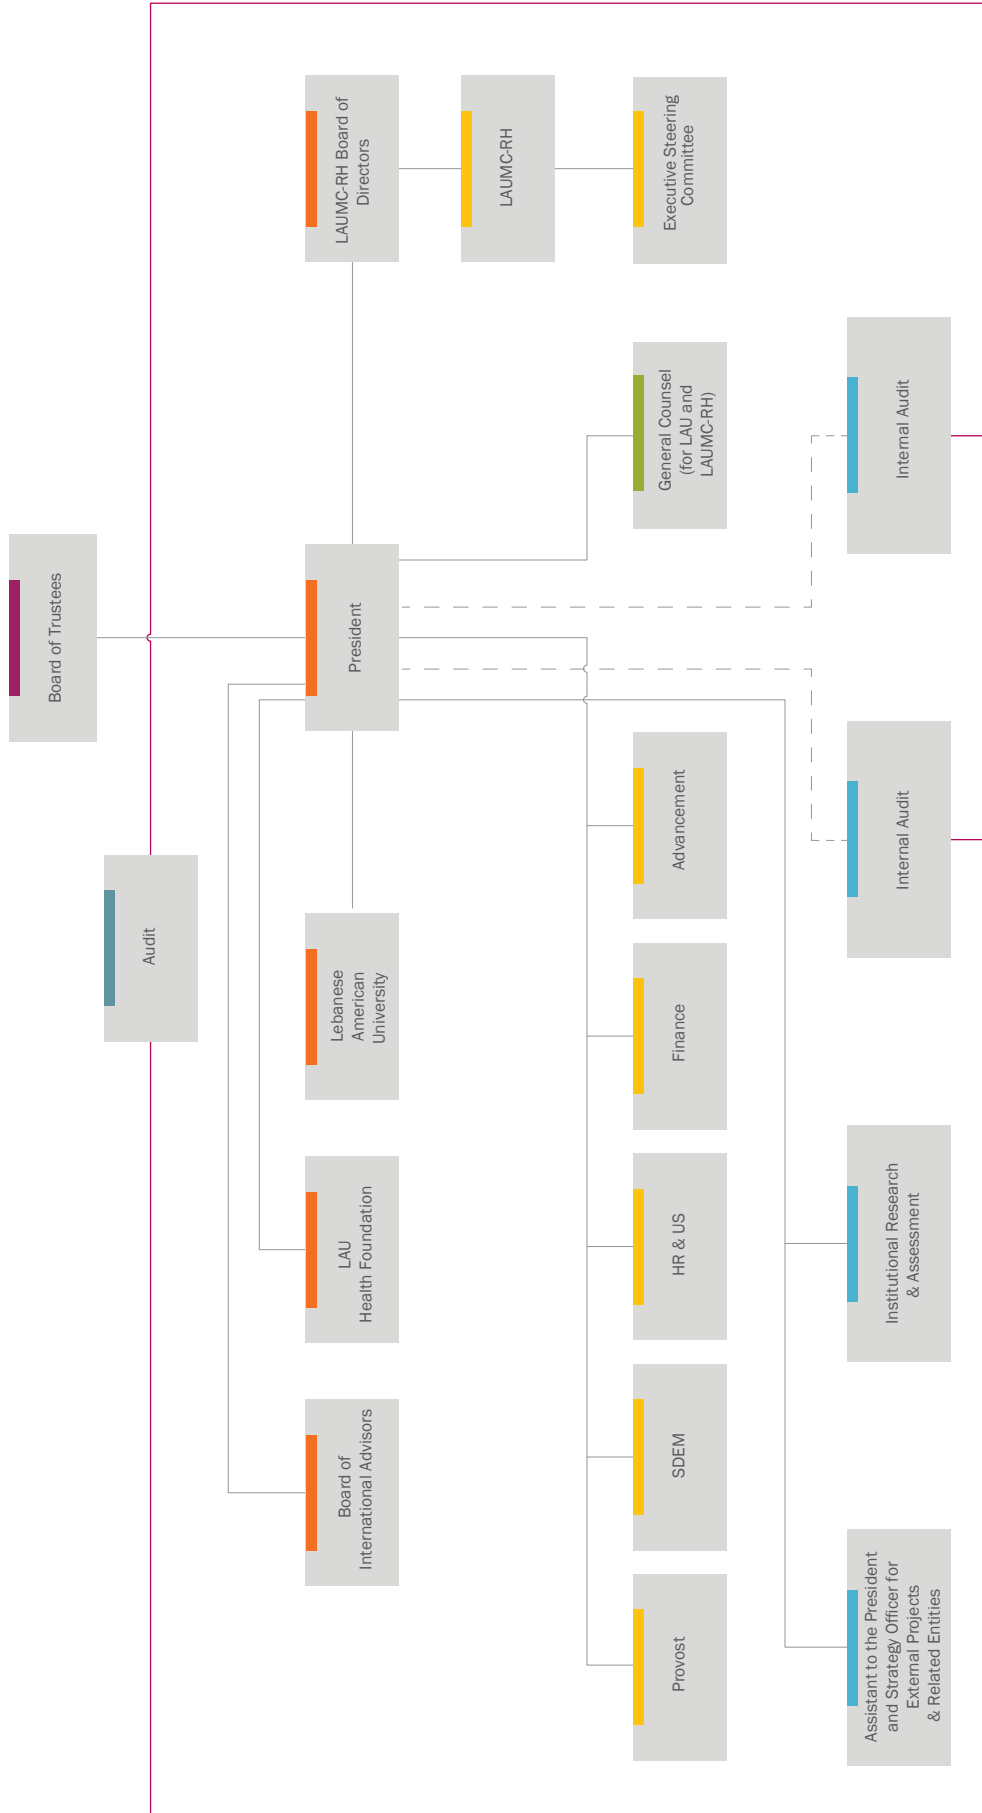 Board of Trustees
Audit
Board of
International Advisors
LAU
Health Foundation
Lebanese
American
University
President
LAUMC-RH Board of
Directors
LAUMC-RH
Provost
SDEM
HR & US
Finance
Advancement
General Counsel
(for LAU and
LAUMC-RH)
Executive Steering
Committee
Assistant to the President
and Strategy Officer for
External Projects
& Related Entities
Institutional Research
& Assessment
Internal Audit
Internal Audit